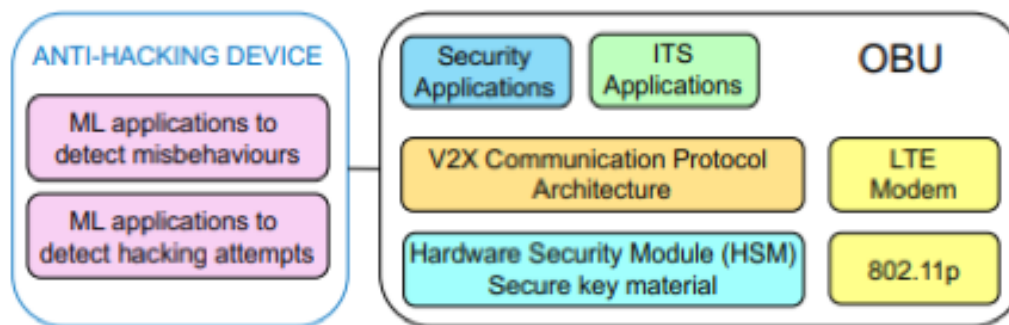 ANTI-HACKING DEVICE
ML applications to
detect misbehaviours
ML applications to
detect hacking attempts
Security
Applications
ITS
Applications
OBU
V2X Communication Protocol
Architecture
LTE
Modem
Hardware Security Module (HSM)
Secure key material
802.11p